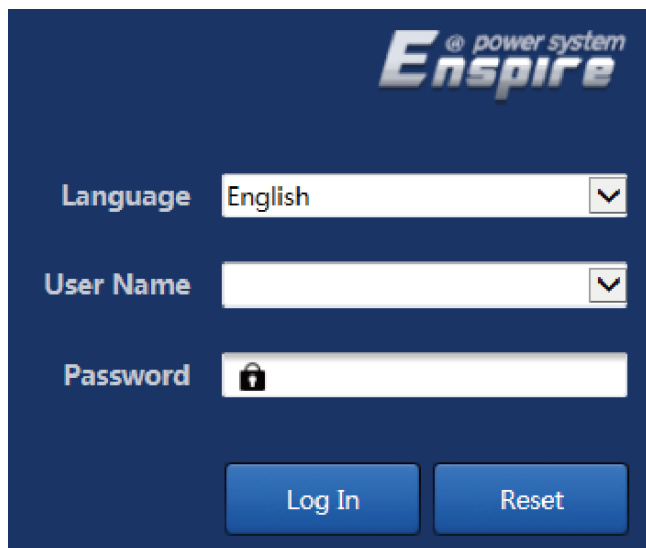 @ power system
Enspire
Language English
User Name
Password
Log In Reset